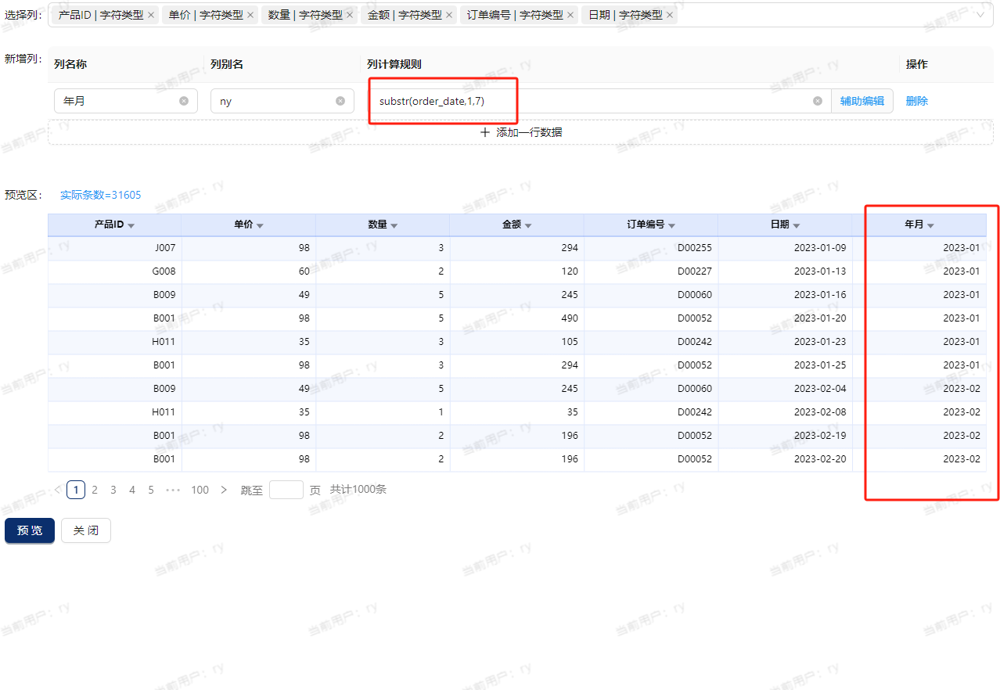 选择列: 产品ID | 字符类型 × 单价 | 字符类型 × 数量 | 字符类型 × 金额 | 字符类型 × 订单编号 | 字符类型 × 日期 | 字符类型 ×
新增列: 列名称 列别名 列计算规则 操作
年月 ny substr(order_date,1,7) 辅助编辑 删除
+ 添加一行数据
预览区: 实际条数=31605
产品ID 单价 数量 金额 订单编号 日期 年月
J007 98 3 294 D00255 2023-01-09 2023-01
G008 60 2 120 D00227 2023-01-13 2023-01
B009 49 5 245 D00060 2023-01-16 2023-01
B001 98 5 490 D00052 2023-01-20 2023-01
H011 35 3 105 D00242 2023-01-23 2023-01
B001 98 3 294 D00052 2023-01-25 2023-01
B009 49 5 245 D00060 2023-02-04 2023-02
H011 35 1 35 D00242 2023-02-08 2023-02
B001 98 2 196 D00052 2023-02-19 2023-02
B001 98 2 196 D00052 2023-02-20 2023-02
< 1 2 3 4 5 ··· 100 > 跳至 页 共计1000条
预 览 关 闭
当前用户: ry